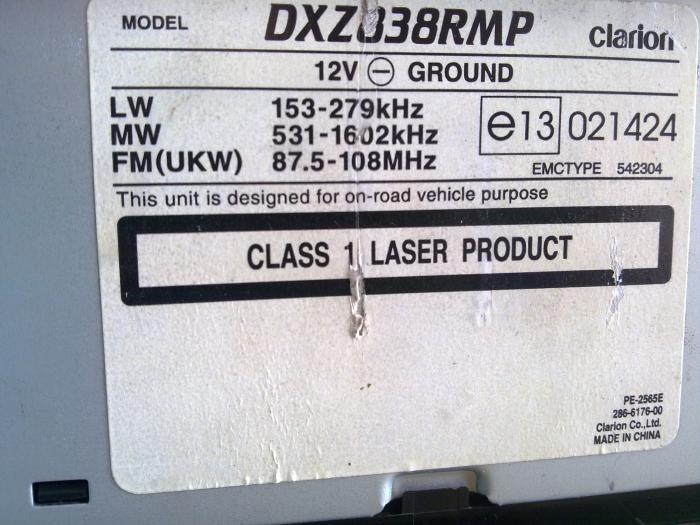 MODEL DXZ838RMP clarion
12V ⊖ GROUND
LW 153-279kHz
MW 531-1602kHz
FM(UKW) 87.5-108MHz
e13 021424
EMCTYPE 542304
This unit is designed for on-road vehicle purpose
CLASS 1 LASER PRODUCT
PE-2565E
286-6176-00
Clarion Co.,Ltd.
MADE IN CHINA